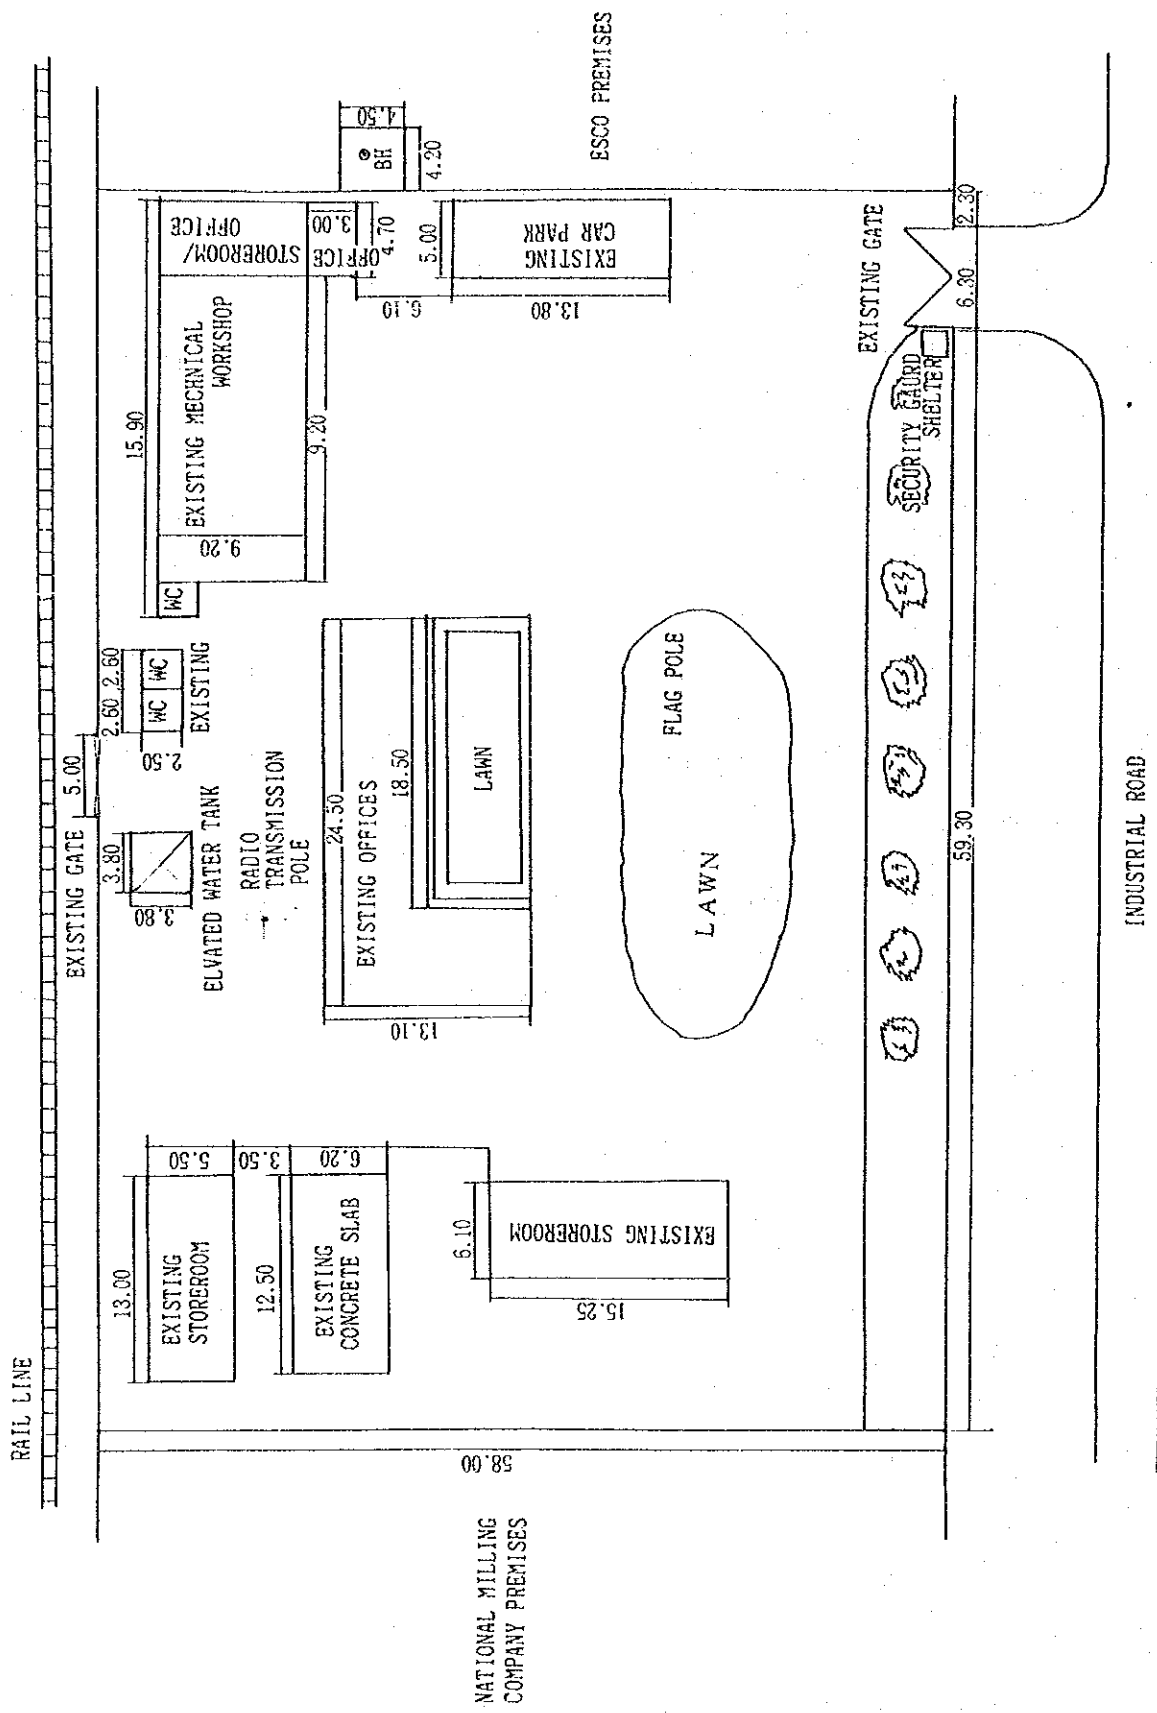 RAIL LINE
EXISTING GATE
5.00
2.60
2.60
WC
WC
2.50
EXISTING
3.80
3.80
ELVATED WATER TANK
RADIO
TRANSMISSION
POLE
15.90
WC
EXISTING MECHNICAL
WORKSHOP
9.20
9.20
STOREROOM/
OFFICE
OFFICE
3.00
4.70
6.10
BH
4.50
4.20
ESCO PREMISES
5.00
EXISTING
CAR PARK
13.80
13.00
EXISTING
STOREROOM
5.50
3.50
12.50
EXISTING
CONCRETE SLAB
6.20
6.10
EXISTING STOREROOM
15.25
24.50
EXISTING OFFICES
18.50
LAWN
13.10
FLAG POLE
LAWN
EXISTING GATE
SECURITY GAURD
SHELTER
2.30
6.30
59.30
58.00
NATIONAL MILLING
COMPANY PREMISES
INDUSTRIAL ROAD